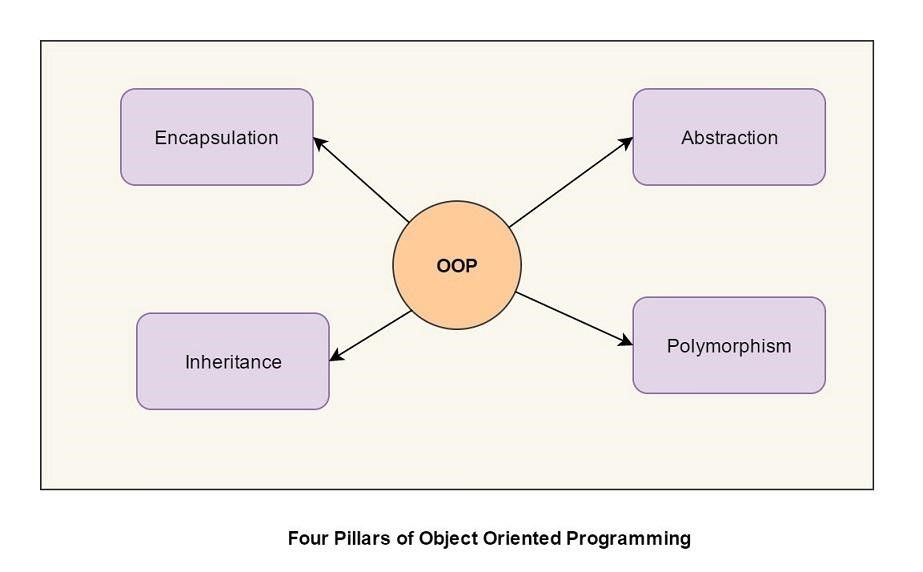 Encapsulation
Abstraction
OOP
Inheritance
Polymorphism
Four Pillars of Object Oriented Programming